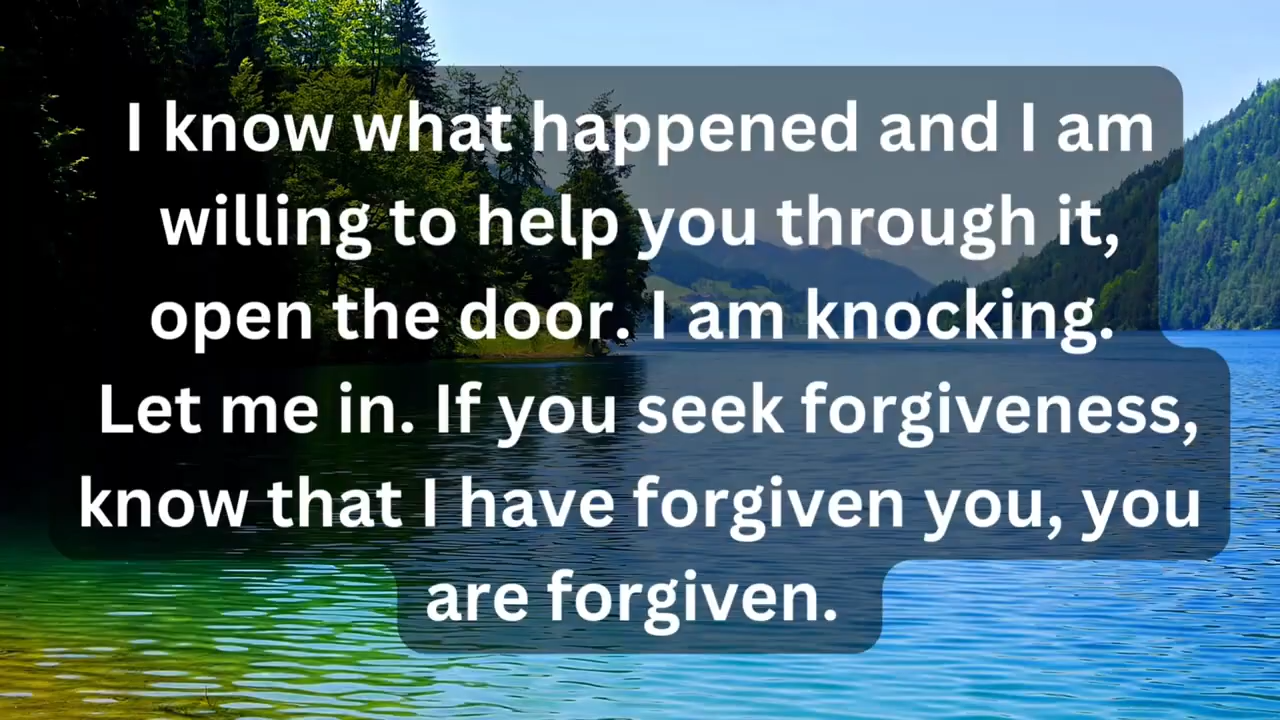 I know what happened and I am
willing to help you through it,
open the door. I am knocking.
Let me in. If you seek forgiveness,
know that I have forgiven you, you
are forgiven.